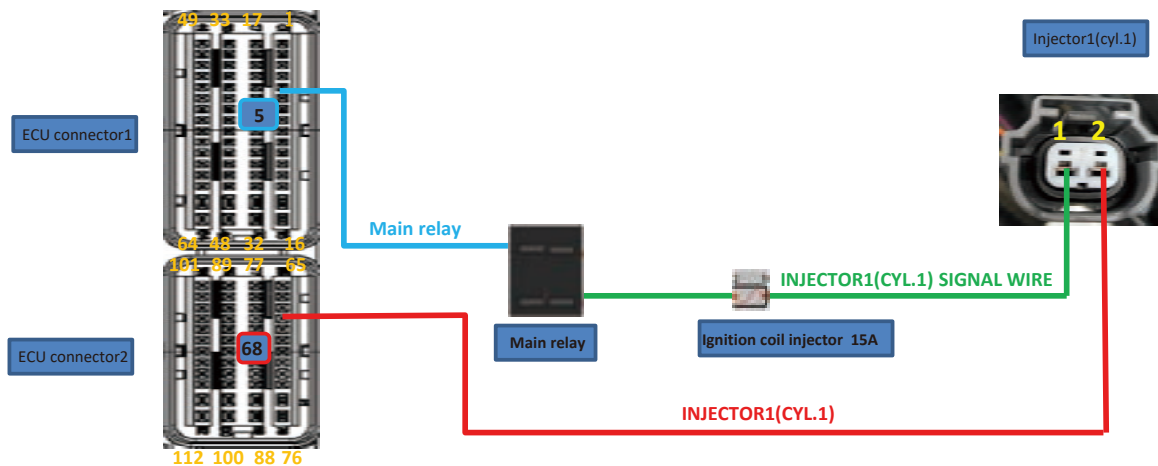 49 33 17 1
Injector1(cyl.1)
ECU connector1
5
1 2
Main relay
64 48 32 16
101 89 77 65
INJECTOR1(CYL.1) SIGNAL WIRE
Main relay
Ignition coil injector 15A
ECU connector2
68
INJECTOR1(CYL.1)
112 100 88 76